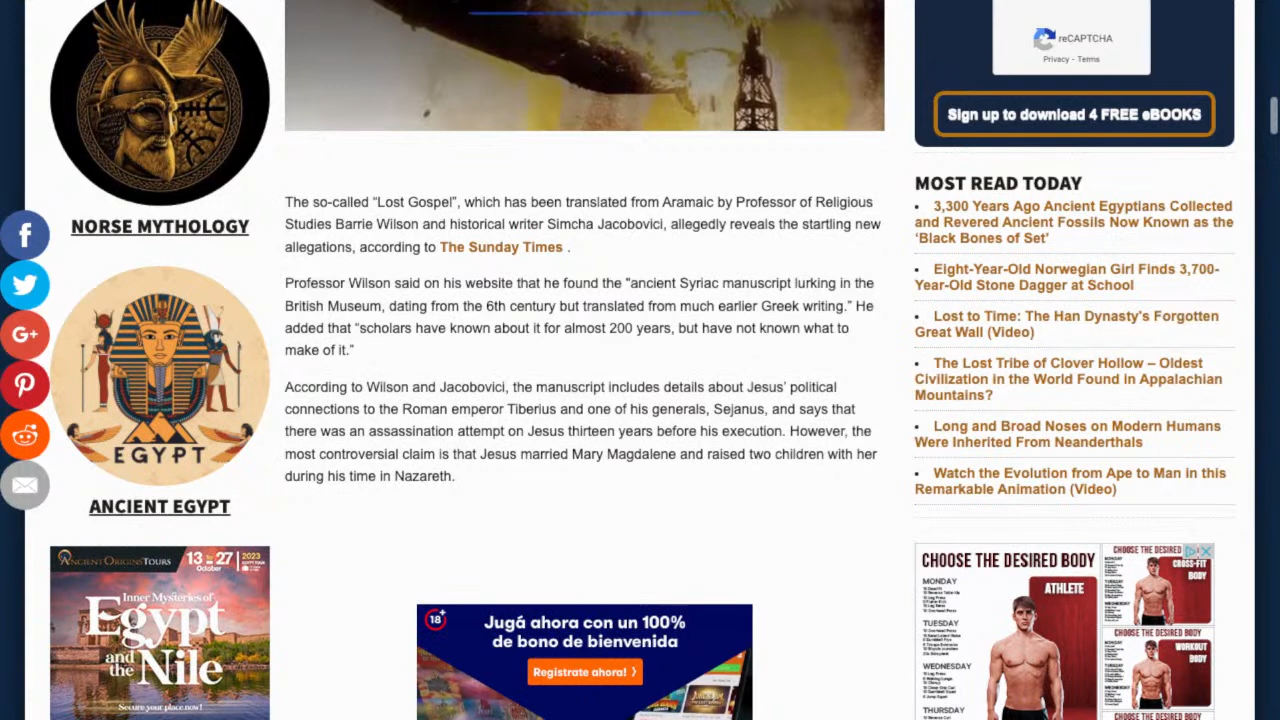 NORSE MYTHOLOGY
EGYPT
ANCIENT EGYPT
ANCIENT ORIGINS TOURS
13 to 27
October
2023
EGYPT TOUR
Inner Mysteries of
Egypt
and
the Nile
Secure your place now!
The so-called “Lost Gospel”, which has been translated from Aramaic by Professor of Religious
Studies Barrie Wilson and historical writer Simcha Jacobovici, allegedly reveals the startling new
allegations, according to The Sunday Times .
Professor Wilson said on his website that he found the “ancient Syriac manuscript lurking in the
British Museum, dating from the 6th century but translated from much earlier Greek writing.” He
added that “scholars have known about it for almost 200 years, but have not known what to
make of it.”
According to Wilson and Jacobovici, the manuscript includes details about Jesus’ political
connections to the Roman emperor Tiberius and one of his generals, Sejanus, and says that
there was an assassination attempt on Jesus thirteen years before his execution. However, the
most controversial claim is that Jesus married Mary Magdalene and raised two children with her
during his time in Nazareth.
18+
Jugá ahora con un 100%
de bono de bienvenida
Registrate ahora!
reCAPTCHA
Privacy - Terms
Sign up to download 4 FREE eBOOKS
MOST READ TODAY
3,300 Years Ago Ancient Egyptians Collected
and Revered Ancient Fossils Now Known as the
‘Black Bones of Set’
Eight-Year-Old Norwegian Girl Finds 3,700-
Year-Old Stone Dagger at School
Lost to Time: The Han Dynasty’s Forgotten
Great Wall (Video)
The Lost Tribe of Clover Hollow – Oldest
Civilization in the World Found in Appalachian
Mountains?
Long and Broad Noses on Modern Humans
Were Inherited From Neanderthals
Watch the Evolution from Ape to Man in this
Remarkable Animation (Video)
CHOOSE THE DESIRED BODY
ATHLETE
MONDAY
TUESDAY
WEDNESDAY
THURSDAY
CHOOSE THE DESIRED
CROSS-FIT
BODY
CHOOSE THE DESIRED
WORKOUT
BODY
CHOOSE THE DESIRED